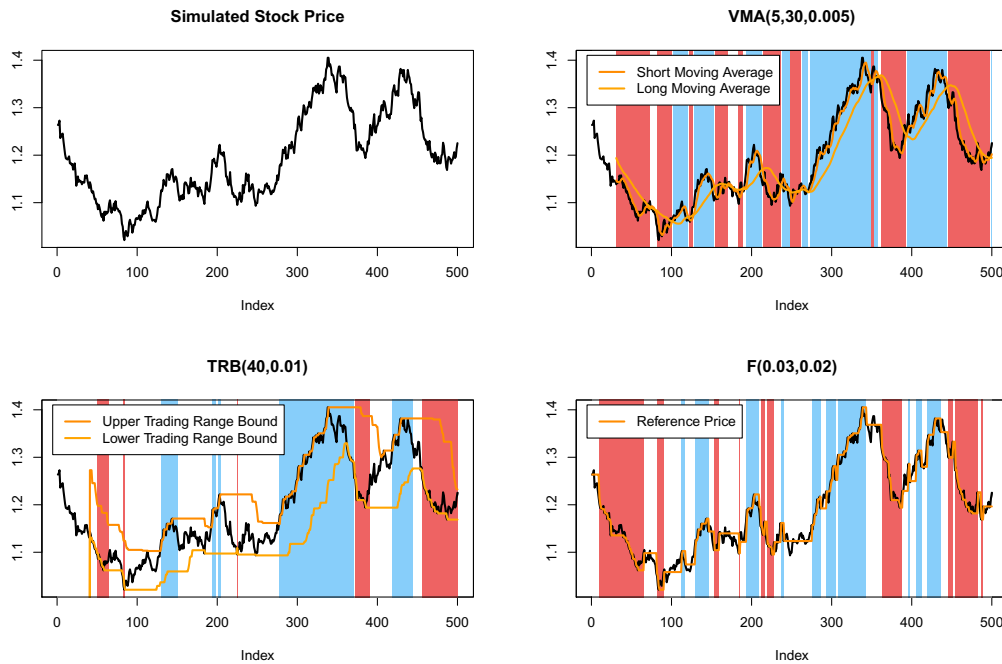 Simulated Stock Price
1.1 1.2 1.3 1.4
0 100 200 300 400 500
Index
VMA(5,30,0.005)
Short Moving Average
Long Moving Average
1.1 1.2 1.3 1.4
0 100 200 300 400 500
Index
TRB(40,0.01)
Upper Trading Range Bound
Lower Trading Range Bound
1.1 1.2 1.3 1.4
0 100 200 300 400 500
Index
F(0.03,0.02)
Reference Price
1.1 1.2 1.3 1.4
0 100 200 300 400 500
Index